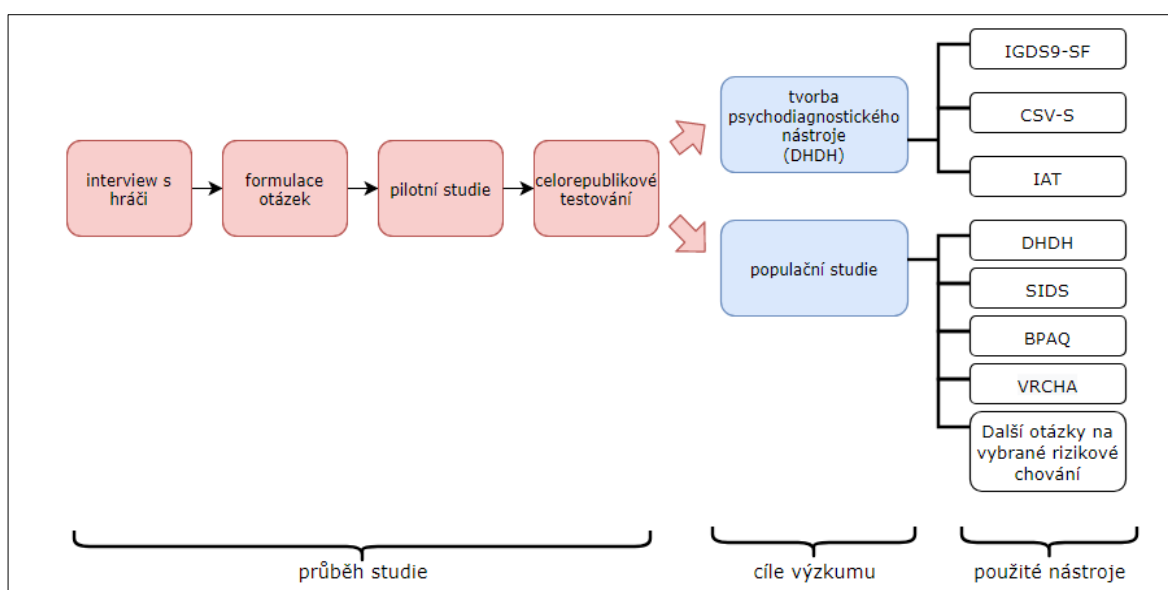 interview s
hráči
formulace
otázek
pilotní studie
celorepublikové
testování
tvorba
psychodiagnostického
nástroje
(DHDH)
populační studie
IGDS9-SF
CSV-S
IAT
DHDH
SIDS
BPAQ
VRCHA
Další otázky na
vybrané rizikové
chování
průběh studie
cíle výzkumu
použité nástroje